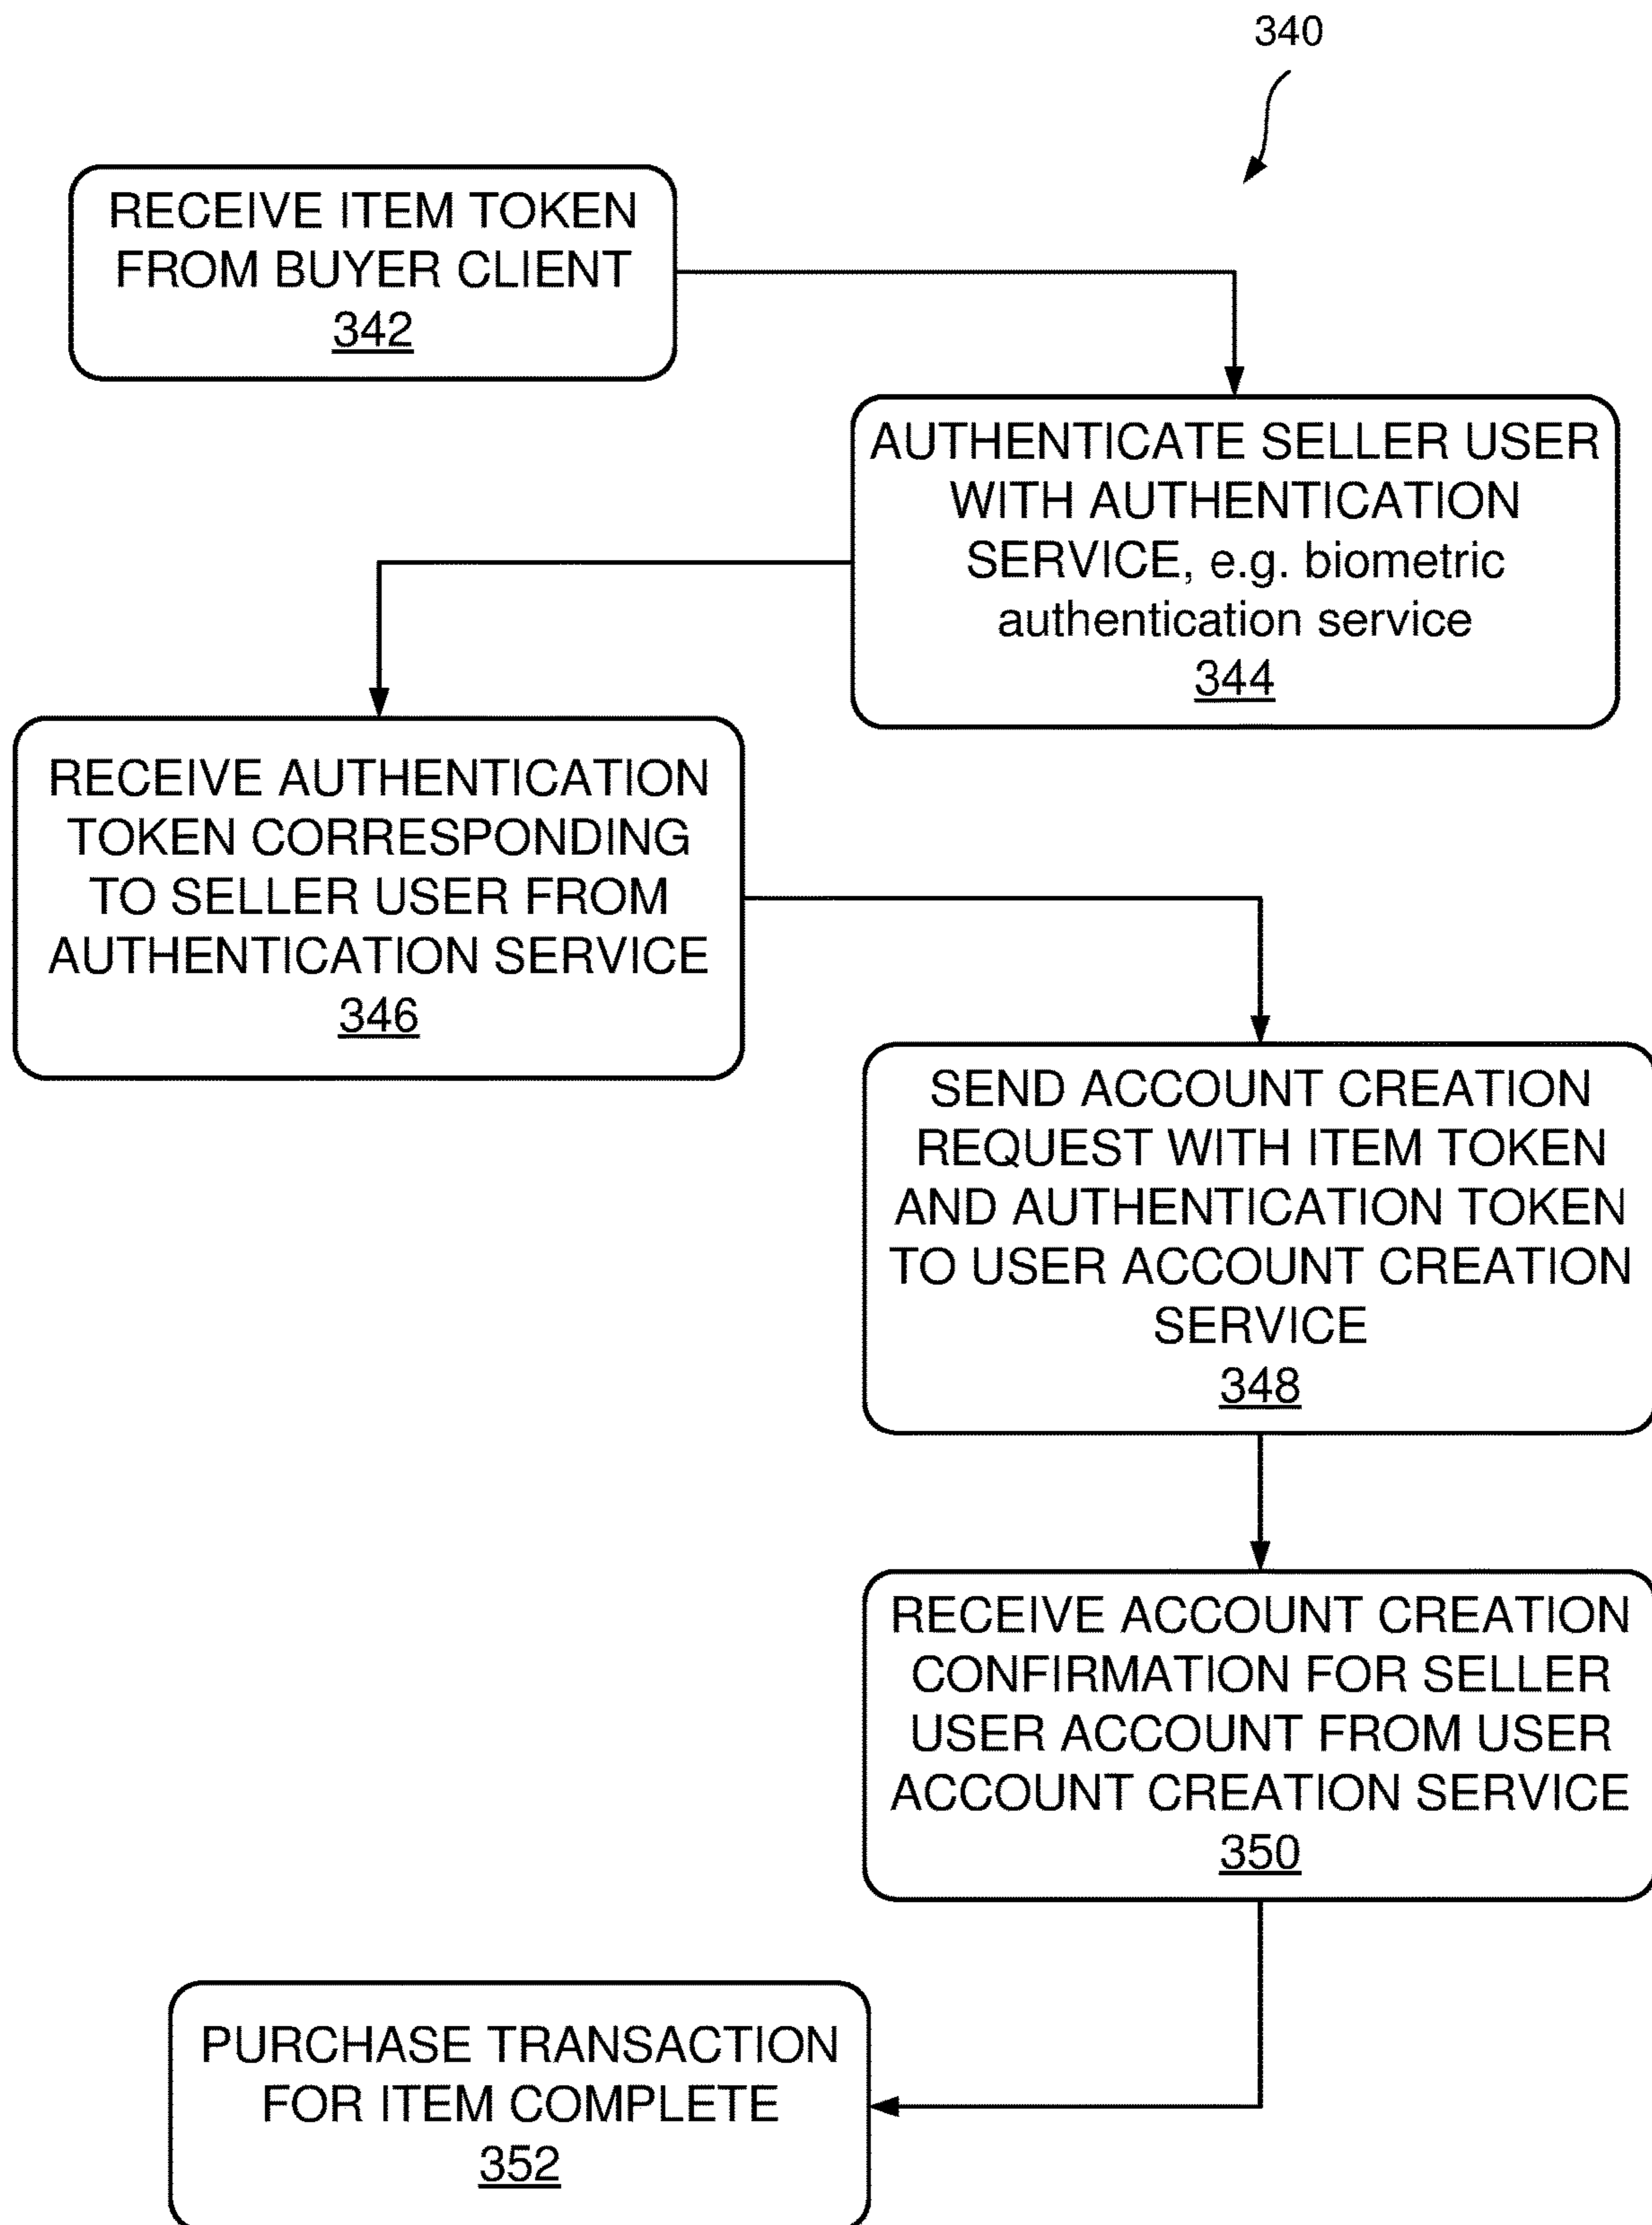 340
RECEIVE ITEM TOKEN
FROM BUYER CLIENT
342
AUTHENTICATE SELLER USER
WITH AUTHENTICATION
SERVICE, e.g. biometric
authentication service
344
RECEIVE AUTHENTICATION
TOKEN CORRESPONDING
TO SELLER USER FROM
AUTHENTICATION SERVICE
346
SEND ACCOUNT CREATION
REQUEST WITH ITEM TOKEN
AND AUTHENTICATION TOKEN
TO USER ACCOUNT CREATION
SERVICE
348
RECEIVE ACCOUNT CREATION
CONFIRMATION FOR SELLER
USER ACCOUNT FROM USER
ACCOUNT CREATION SERVICE
350
PURCHASE TRANSACTION
FOR ITEM COMPLETE
352